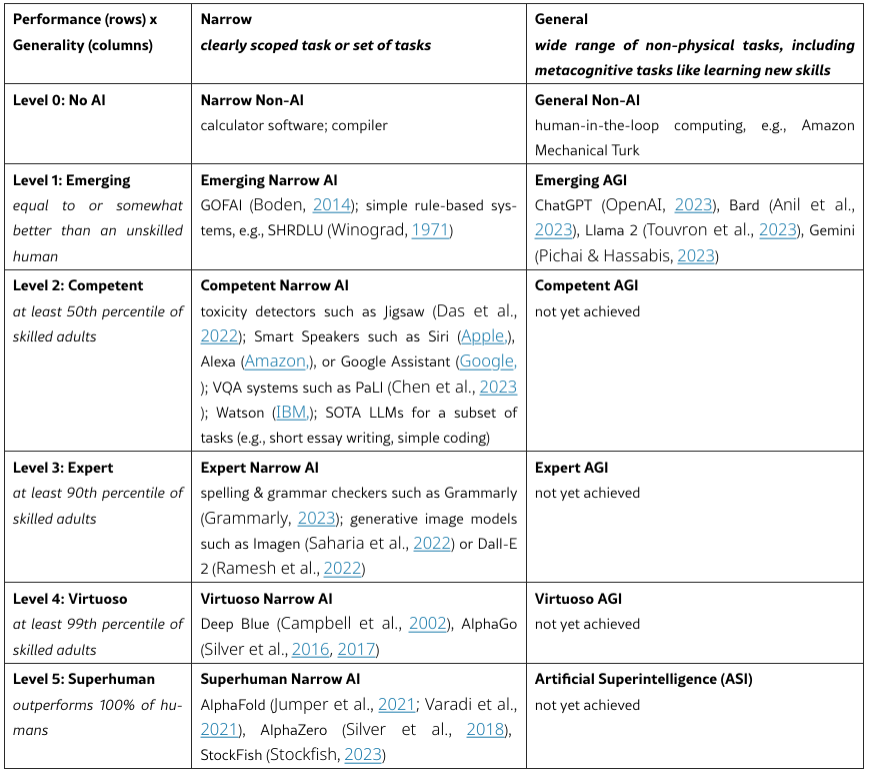 Performance (rows) x
Generality (columns)
Narrow
clearly scoped task or set of tasks
General
wide range of non-physical tasks, including
metacognitive tasks like learning new skills
Level 0: No AI
Narrow Non-AI
calculator software; compiler
General Non-AI
human-in-the-loop computing, e.g., Amazon
Mechanical Turk
Level 1: Emerging
equal to or somewhat
better than an unskilled
human
Emerging Narrow AI
GOFAI (Boden, 2014); simple rule-based sys-
tems, e.g., SHRDLU (Winograd, 1971)
Emerging AGI
ChatGPT (OpenAI, 2023), Bard (Anil et al.,
2023), Llama 2 (Touvron et al., 2023), Gemini
(Pichai & Hassabis, 2023)
Level 2: Competent
at least 50th percentile of
skilled adults
Competent Narrow AI
toxicity detectors such as Jigsaw (Das et al.,
2022); Smart Speakers such as Siri (Apple,),
Alexa (Amazon,), or Google Assistant (Google,
); VQA systems such as PaLI (Chen et al., 2023
); Watson (IBM,); SOTA LLMs for a subset of
tasks (e.g., short essay writing, simple coding)
Competent AGI
not yet achieved
Level 3: Expert
at least 90th percentile of
skilled adults
Expert Narrow AI
spelling & grammar checkers such as Grammarly
(Grammarly, 2023); generative image models
such as Imagen (Saharia et al., 2022) or Dall-E
2 (Ramesh et al., 2022)
Expert AGI
not yet achieved
Level 4: Virtuoso
at least 99th percentile of
skilled adults
Virtuoso Narrow AI
Deep Blue (Campbell et al., 2002), AlphaGo
(Silver et al., 2016, 2017)
Virtuoso AGI
not yet achieved
Level 5: Superhuman
outperforms 100% of hu-
mans
Superhuman Narrow AI
AlphaFold (Jumper et al., 2021; Varadi et al.,
2021), AlphaZero (Silver et al., 2018),
StockFish (Stockfish, 2023)
Artificial Superintelligence (ASI)
not yet achieved